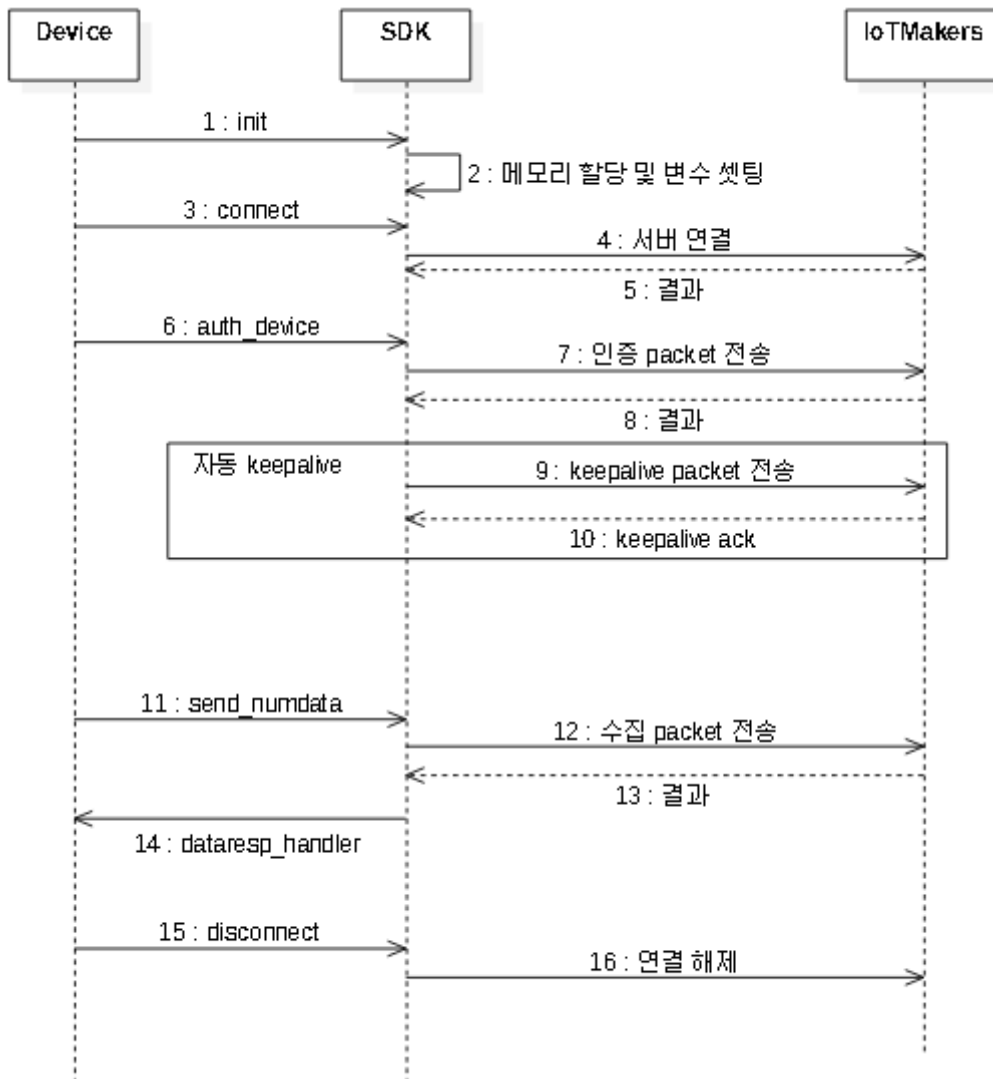 Device
SDK
IoTMakers
1 : init
2 : 메모리 할당 및 변수 셋팅
3 : connect
4 : 서버 연결
5 : 결과
6 : auth_device
7 : 인증 packet 전송
8 : 결과
자동 keepalive
9 : keepalive packet 전송
10 : keepalive ack
11 : send_numdata
12 : 수집 packet 전송
13 : 결과
14 : dataresp_handler
15 : disconnect
16 : 연결 해제